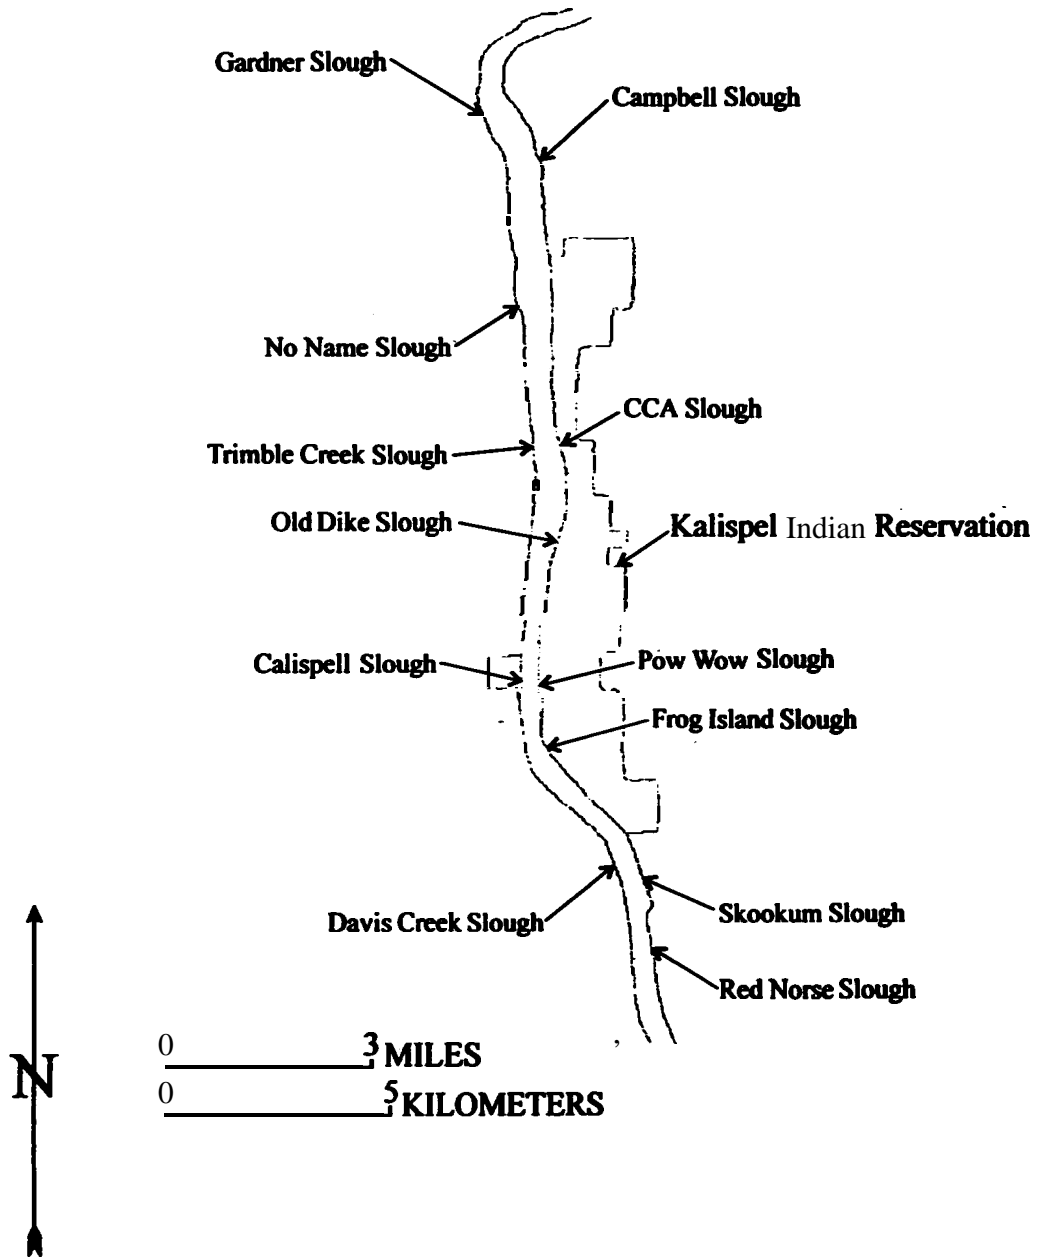 Gardner Slough
Campbell Slough
No Name Slough
CCA Slough
Trimble Creek Slough
Old Dike Slough
Kalispel Indian Reservation
Calispell Slough
Pow Wow Slough
Frog Island Slough
Davis Creek Slough
Skookum Slough
Red Norse Slough
N
0 3 MILES
0 5 KILOMETERS